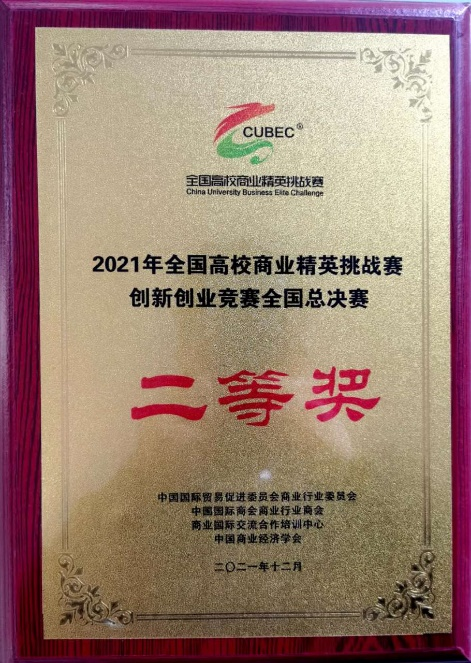 CUBEC®
全国高校商业精英挑战赛
China University Business Elite Challenge
2021年全国高校商业精英挑战赛
创新创业竞赛全国总决赛
二等奖
中国国际贸易促进委员会商业行业委员会
中国国际商会商业行业商会
商业国际交流合作培训中心
中国商业经济学会
二〇二一年十二月